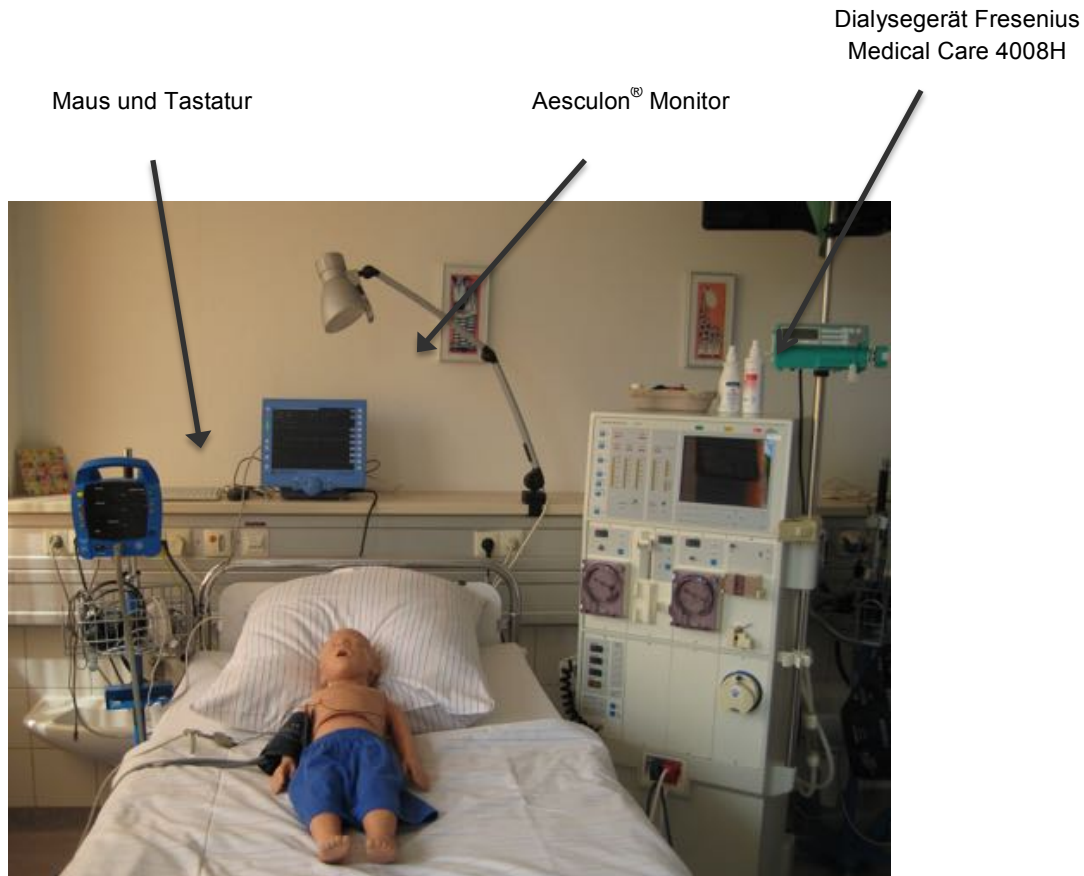 Dialysegerät Fresenius
Medical Care 4008H
Maus und Tastatur
Aesculon® Monitor